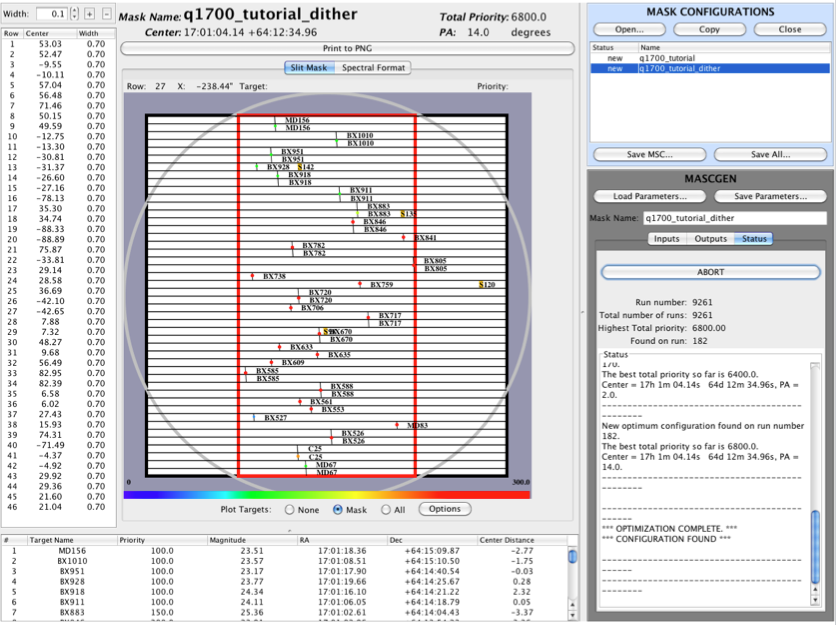 Width: 0.1 + -
Mask Name: q1700_tutorial_dither
Total Priority: 6800.0
Center: 17:01:04.14 +64:12:34.96
PA: 14.0 degrees
Print to PNG
Slit Mask Spectral Format
Row: 27 X: -238.44" Target: Priority:
Row Center Width
1 53.03 0.70
2 52.47 0.70
3 -9.55 0.70
4 -10.11 0.70
5 57.04 0.70
6 56.48 0.70
7 71.46 0.70
8 50.15 0.70
9 49.59 0.70
10 -12.75 0.70
11 -13.30 0.70
12 -30.81 0.70
13 -31.37 0.70
14 -26.60 0.70
15 -27.16 0.70
16 -78.13 0.70
17 35.30 0.70
18 34.74 0.70
19 -88.33 0.70
20 -88.89 0.70
21 75.87 0.70
22 -33.81 0.70
23 29.14 0.70
24 28.58 0.70
25 36.69 0.70
26 -42.10 0.70
27 -42.65 0.70
28 7.88 0.70
29 7.32 0.70
30 48.27 0.70
31 9.68 0.70
32 56.49 0.70
33 82.95 0.70
34 82.39 0.70
35 6.58 0.70
36 6.02 0.70
37 27.43 0.70
38 15.93 0.70
39 74.31 0.70
40 -71.49 0.70
41 -4.37 0.70
42 -4.92 0.70
43 29.92 0.70
44 29.36 0.70
45 21.60 0.70
46 21.04 0.70
MD156
MD156
BX1010
BX1010
BX951
BX951
BX928 S142
BX918
BX918
BX911
BX911
BX883
BX883 S13
BX846
BX846
BX841
BX782
BX782
BX805
BX805
BX738
BX759 S120
BX720
BX720
BX706
BX717
BX717
BX670
BX670
BX633
BX635
BX609
BX585
BX585
BX588
BX588
BX561
BX553
BX527
MD83
BX526
BX526
C25
C25
MD67
MD67
0 300.0
Plot Targets: None Mask All Options
# Target Name Priority Magnitude RA Dec Center Distance
1 MD156 100.0 23.51 17:01:18.36 +64:15:09.87 -2.77
2 BX1010 100.0 23.57 17:01:08.51 +64:15:10.50 -1.75
3 BX951 100.0 23.17 17:01:17.90 +64:14:40.54 -0.03
4 BX928 100.0 23.77 17:01:19.66 +64:14:25.67 0.28
5 BX918 100.0 24.34 17:01:16.10 +64:14:21.22 2.32
6 BX911 100.0 24.11 17:01:06.05 +64:14:18.79 0.05
7 BX883 150.0 25.36 17:01:02.61 +64:14:04.43 -3.37
MASK CONFIGURATIONS
Open... Copy Close
Status Name
new q1700_tutorial
new q1700_tutorial_dither
Save MSC... Save All...
MASCGEN
Load Parameters... Save Parameters...
Mask Name: q1700_tutorial_dither
Inputs Outputs Status
ABORT
Run number: 9261
Total number of runs: 9261
Highest Total priority: 6800.00
Found on run: 182
Status
170.
The best total priority so far is 6400.0.
Center = 17h 1m 04.14s 64d 12m 34.96s, PA =
2.0.
--------------------------------------------
--------
New optimum configuration found on run number
182.
The best total priority so far is 6800.0.
Center = 17h 1m 04.14s 64d 12m 34.96s, PA =
14.0.
--------------------------------------------
--------
--------------------------------------------
------
*** OPTIMIZATION COMPLETE. ***
*** CONFIGURATION FOUND ***
--------------------------------------------
------
--------------------------------------------
--------